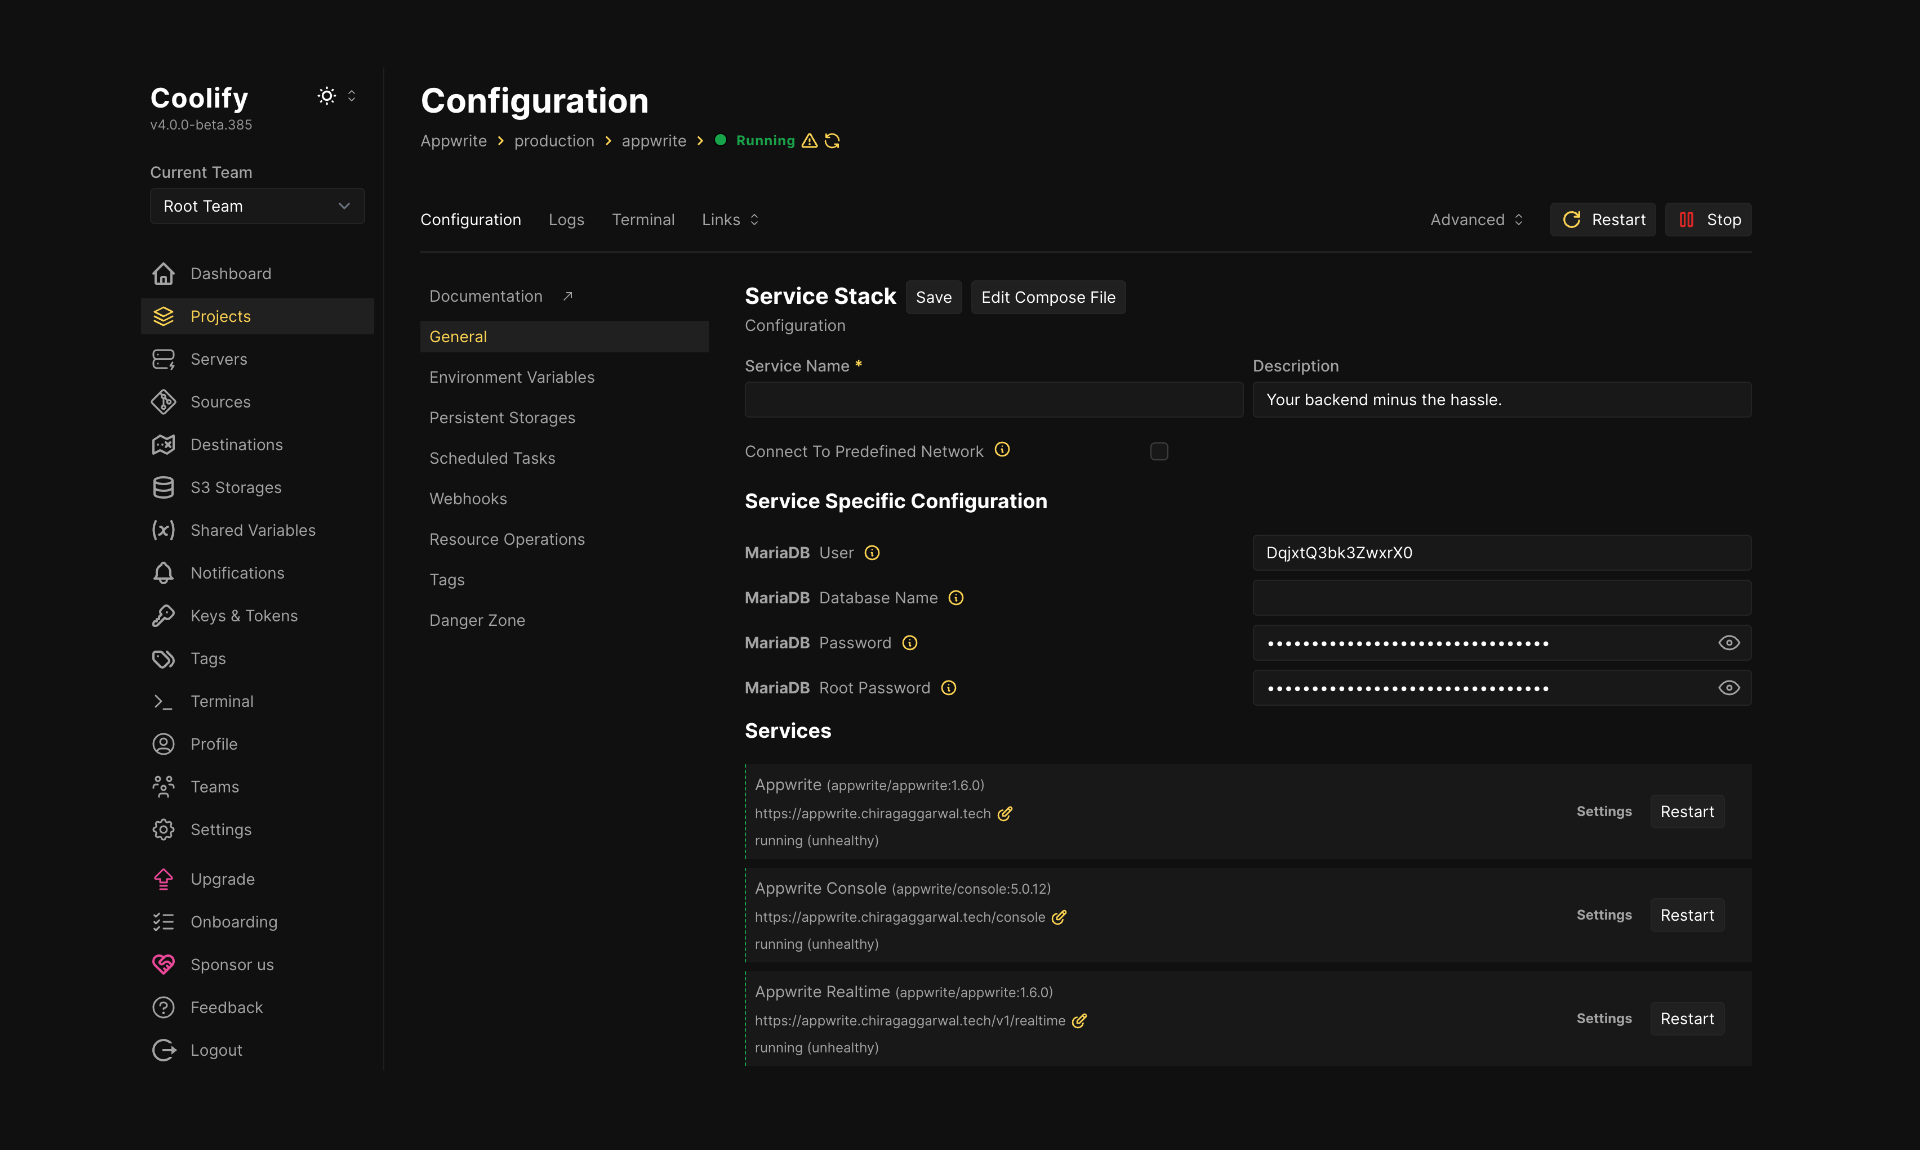 Coolify
v4.0.0-beta.385
Current Team
Root Team
Dashboard
Projects
Servers
Sources
Destinations
S3 Storages
Shared Variables
Notifications
Keys & Tokens
Tags
Terminal
Profile
Teams
Settings
Upgrade
Onboarding
Sponsor us
Feedback
Logout
Configuration
Appwrite > production > appwrite > Running
Configuration Logs Terminal Links Advanced Restart Stop
Documentation
General
Environment Variables
Persistent Storages
Scheduled Tasks
Webhooks
Resource Operations
Tags
Danger Zone
Service Stack Save Edit Compose File
Configuration
Service Name * Description
Your backend minus the hassle.
Connect To Predefined Network
Service Specific Configuration
MariaDB User DqjxtQ3bk3ZwxrX0
MariaDB Database Name
MariaDB Password
MariaDB Root Password
Services
Appwrite (appwrite/appwrite:1.6.0)
https://appwrite.chiragaggarwal.tech
running (unhealthy)
Settings Restart
Appwrite Console (appwrite/console:5.0.12)
https://appwrite.chiragaggarwal.tech/console
running (unhealthy)
Settings Restart
Appwrite Realtime (appwrite/appwrite:1.6.0)
https://appwrite.chiragaggarwal.tech/v1/realtime
running (unhealthy)
Settings Restart